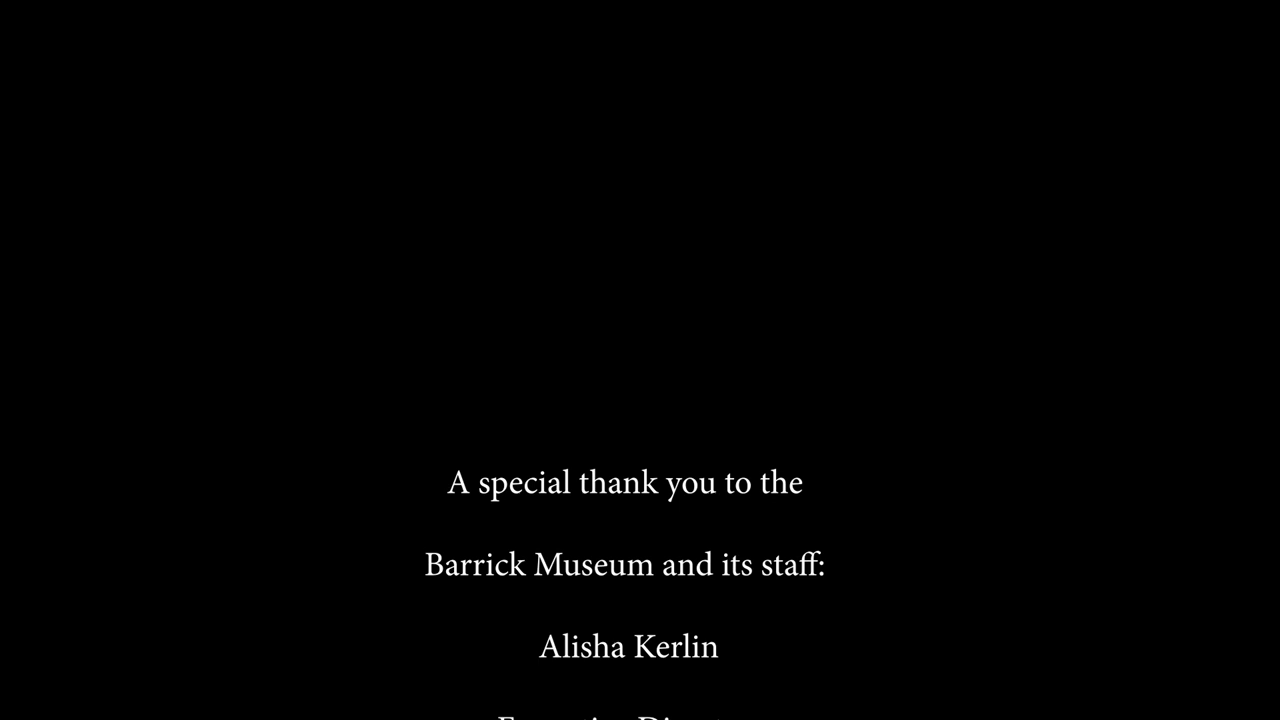 A special thank you to the
Barrick Museum and its staff:
Alisha Kerlin